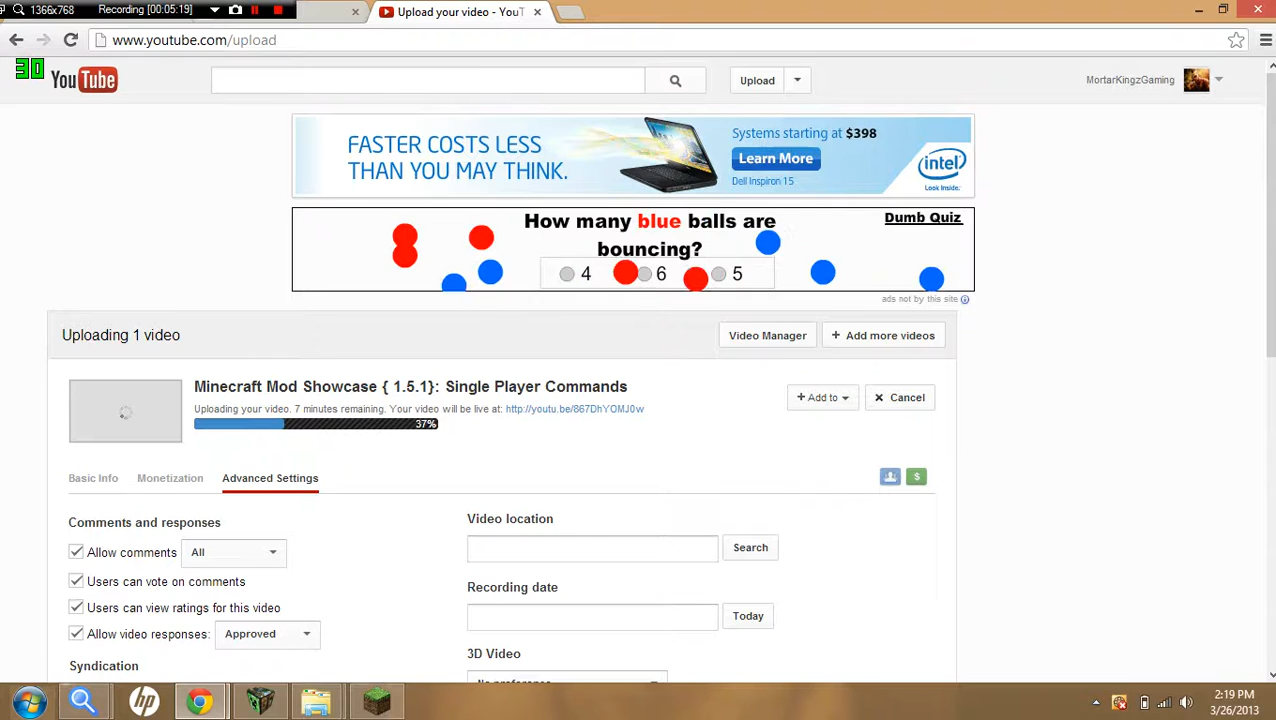 1366x768
Recording (00:05:19)
Upload your video - YouT
www.youtube.com/upload
30
YouTube
Upload
MortarKingzGaming
FASTER COSTS LESS
THAN YOU MAY THINK.
Systems starting at $398
Learn More
Dell Inspiron 15
intel
Look Inside.
How many blue balls are
bouncing?
Dumb Quiz
4 6 5
ads not by this site
Uploading 1 video
Video Manager
+ Add more videos
Minecraft Mod Showcase { 1.5.1}: Single Player Commands
Uploading your video. 7 minutes remaining. Your video will be live at: http://youtu.be/867DhYOMJ0w
37%
+ Add to
Cancel
Basic Info
Monetization
Advanced Settings
$
Comments and responses
Allow comments
All
Users can vote on comments
Users can view ratings for this video
Allow video responses:
Approved
Syndication
Video location
Search
Recording date
Today
3D Video
No preference
hp
2:19 PM
3/26/2013